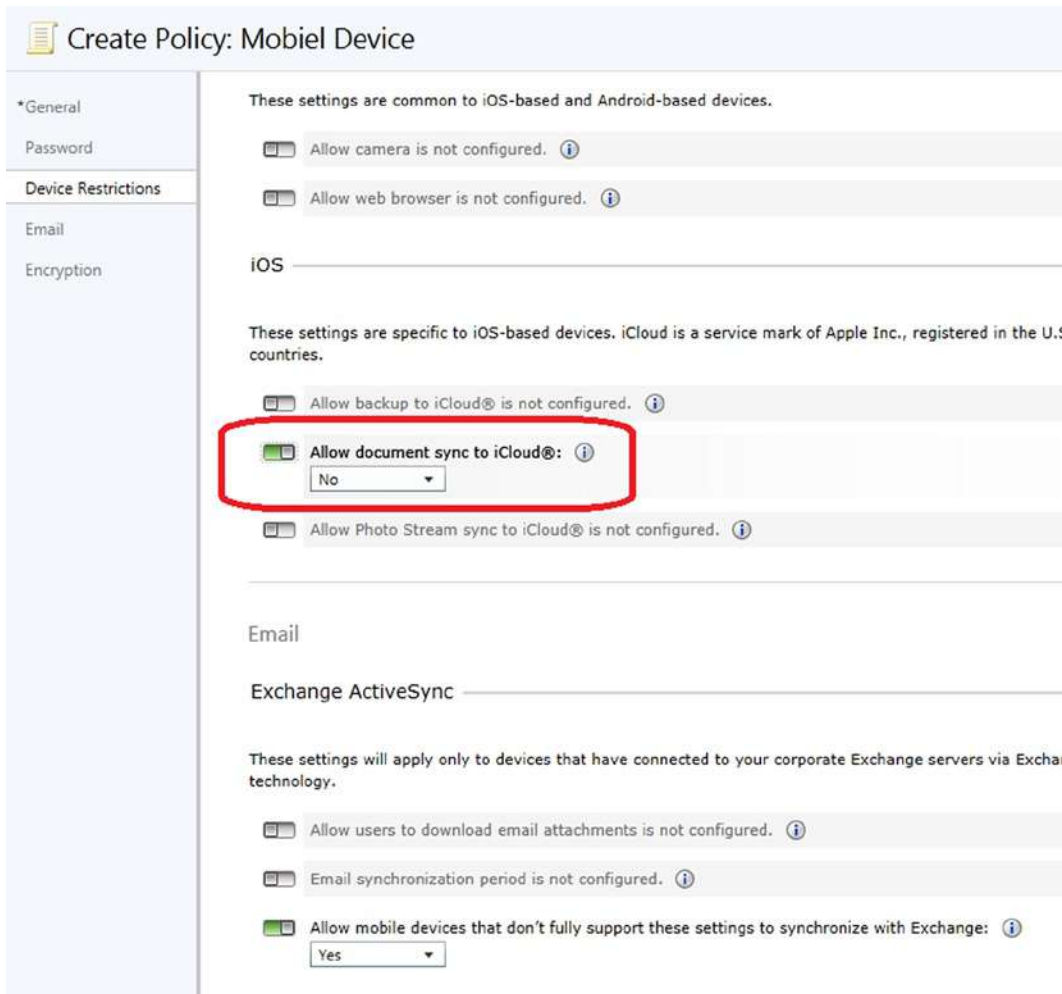 Create Policy: Mobiel Device
*General
Password
Device Restrictions
Email
Encryption
These settings are common to iOS-based and Android-based devices.
Allow camera is not configured.
Allow web browser is not configured.
iOS
These settings are specific to iOS-based devices. iCloud is a service mark of Apple Inc., registered in the U.S
countries.
Allow backup to iCloud® is not configured.
Allow document sync to iCloud®:
No
Allow Photo Stream sync to iCloud® is not configured.
Email
Exchange ActiveSync
These settings will apply only to devices that have connected to your corporate Exchange servers via Excha
technology.
Allow users to download email attachments is not configured.
Email synchronization period is not configured.
Allow mobile devices that don't fully support these settings to synchronize with Exchange:
Yes